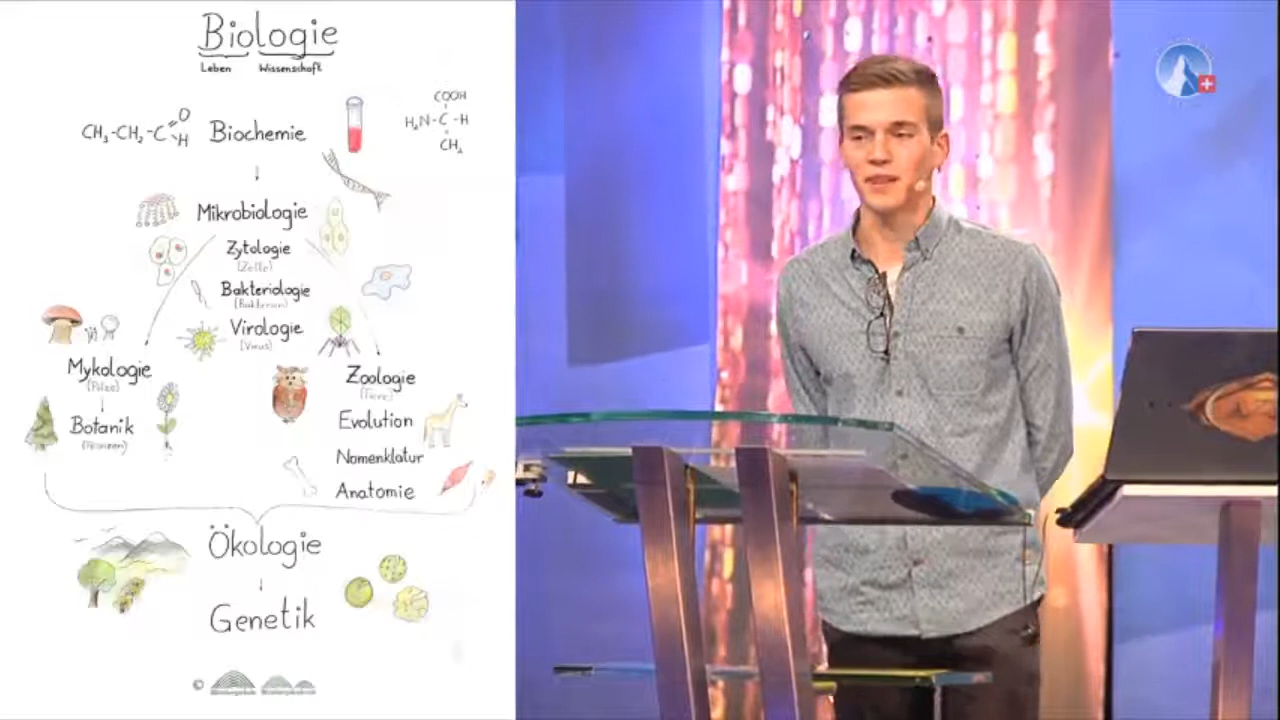 Biologie
Leben Wissenschaft
CH₃-CH₂-C
O
H
Biochemie
COOH
H₂N-C-H
CH₃
Mikrobiologie
Zytologie
(Zelle)
Bakteriologie
(Bakterien)
Virologie
(Virus)
Mykologie
(Pilze)
Botanik
(Pflanzen)
Zoologie
(Tiere)
Evolution
Nomenklatur
Anatomie
Ökologie
Genetik
©